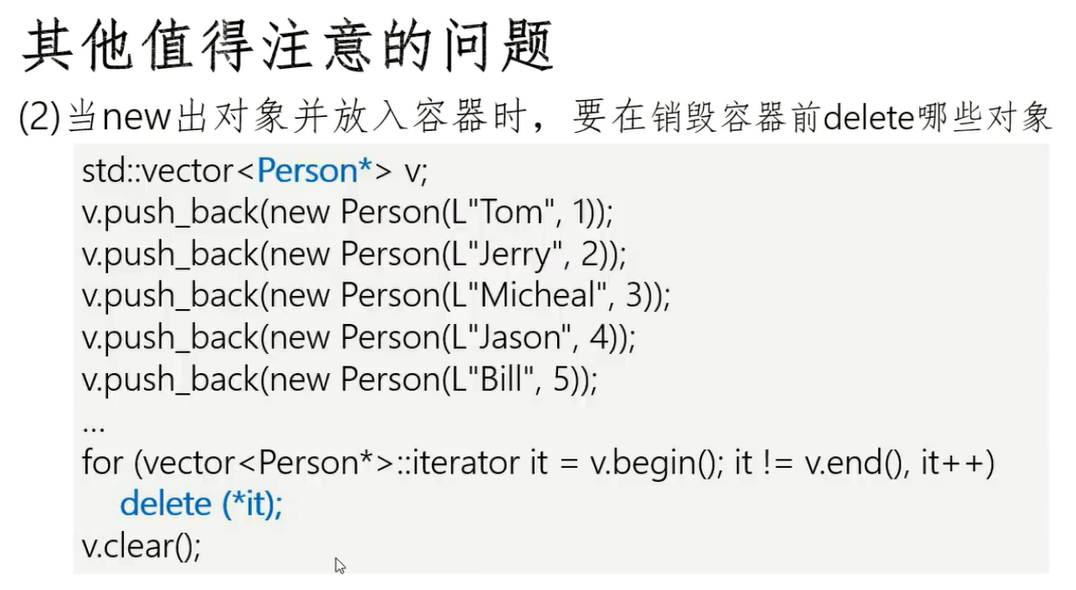 其他值得注意的问题
(2)当new出对象并放入容器时，要在销毁容器前delete哪些对象
std::vector<Person*> v;
v.push_back(new Person(L"Tom", 1));
v.push_back(new Person(L"Jerry", 2));
v.push_back(new Person(L"Micheal", 3));
v.push_back(new Person(L"Jason", 4));
v.push_back(new Person(L"Bill", 5));
...
for (vector<Person*>::iterator it = v.begin(); it != v.end(), it++)
delete (*it);
v.clear();